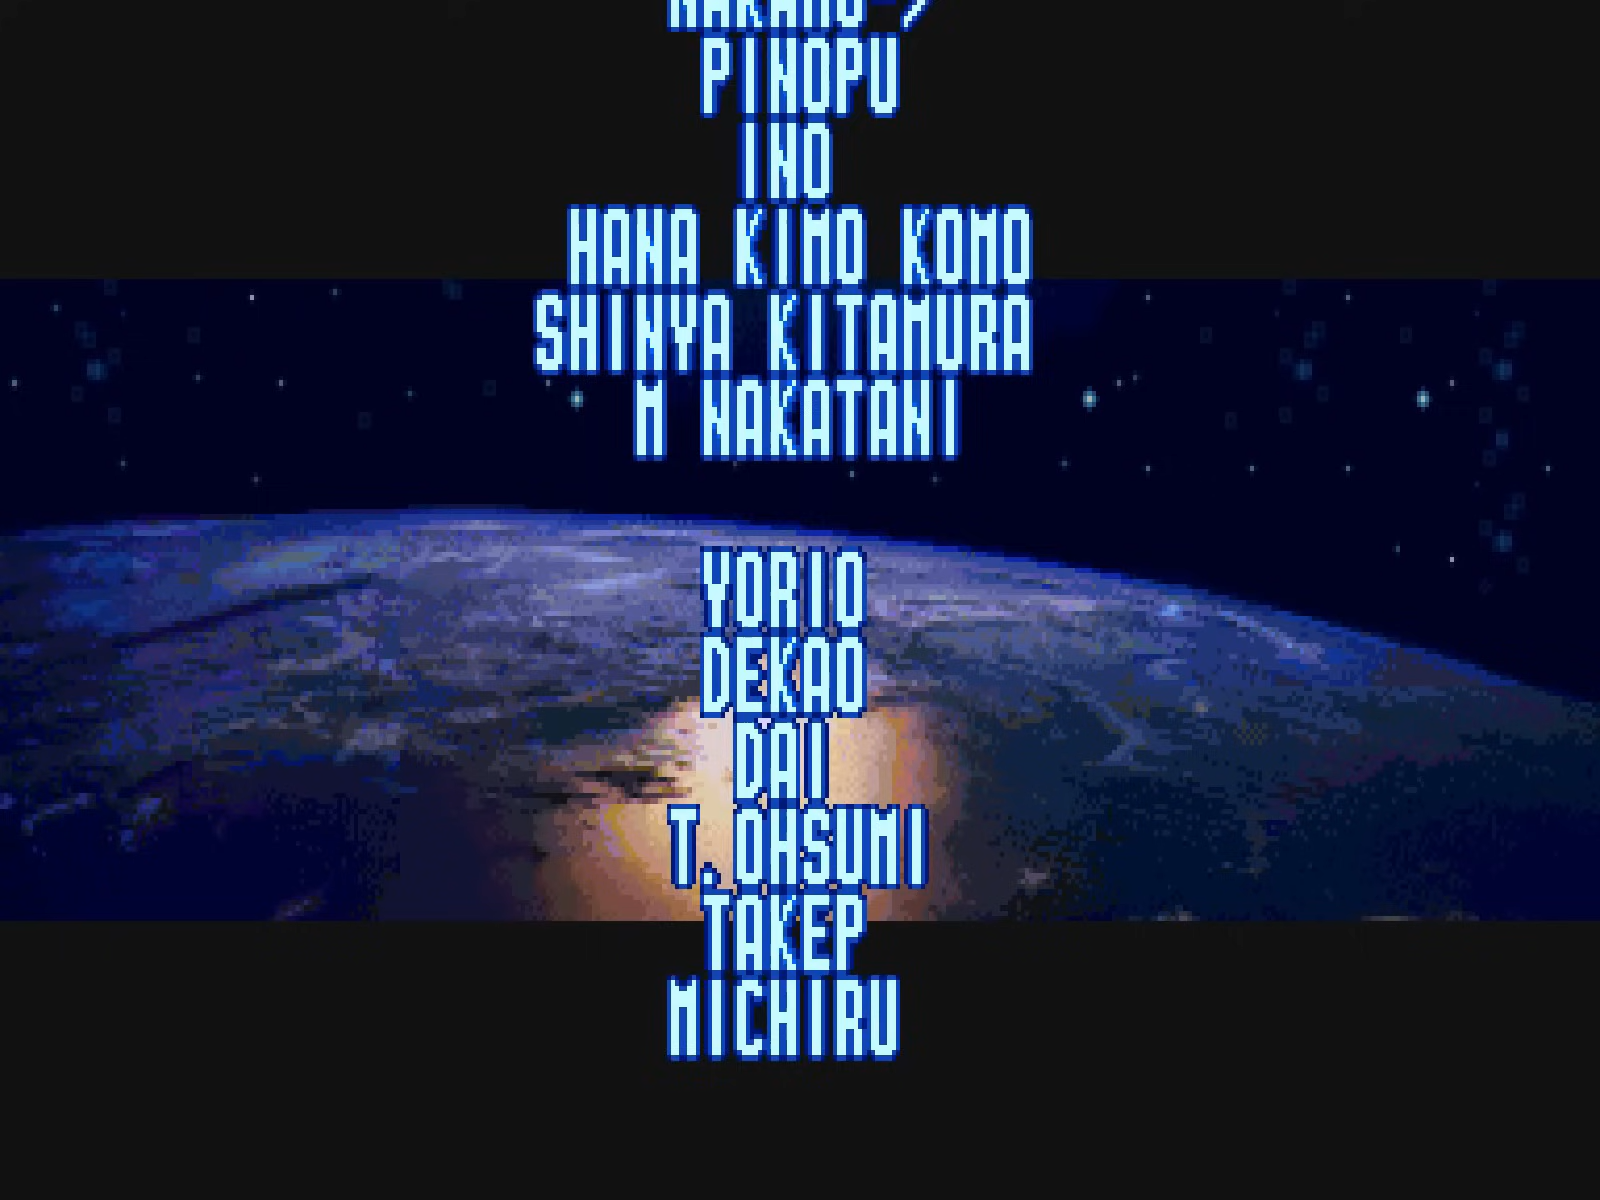 PINOPU
INO
HANA KIMO KOMO
SHINYA KITAMURA
M NAKATANI
YORIO
DEKAO
DAI
T.OHSUMI
TAKEP
MICHIRU